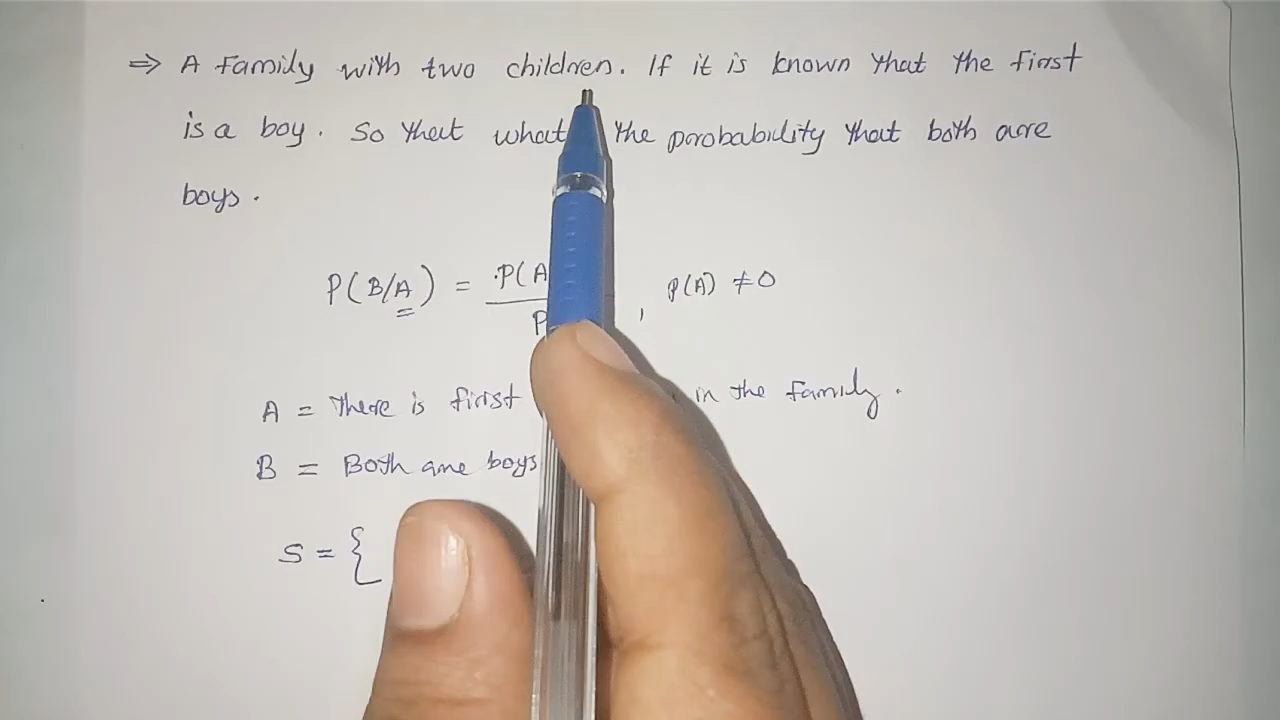 ⇒ A family with two children. If it is known that the first
is a boy. So that what the probability that both are
boys.
P(B/A) = P(A , P(A) ≠ 0
P
A = There is first in the family.
B = Both are boys
S = {